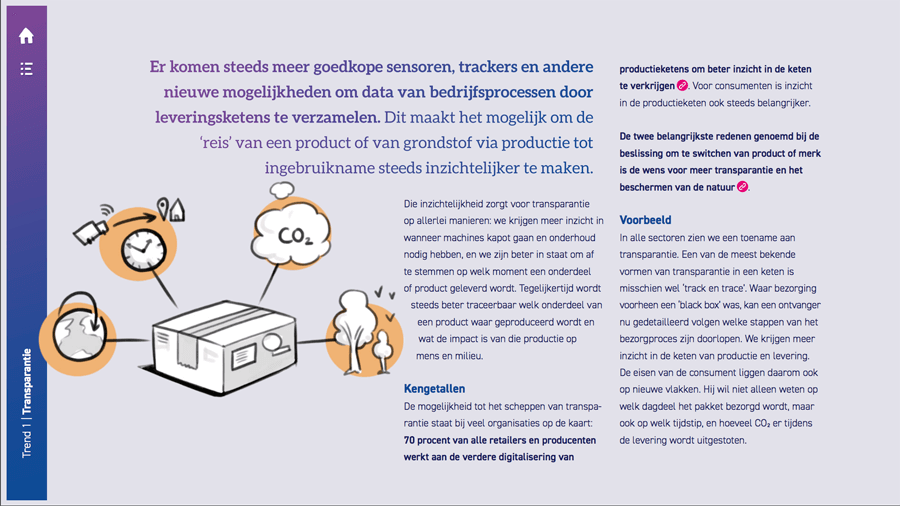 Er komen steeds meer goedkope sensoren, trackers en andere
nieuwe mogelijkheden om data van bedrijfsprocessen door
leveringsketens te verzamelen. Dit maakt het mogelijk om de
‘reis’ van een product of van grondstof via productie tot
ingebruikname steeds inzichtelijker te maken.
CO₂
Die inzichtelijkheid zorgt voor transparantie
op allerlei manieren: we krijgen meer inzicht in
wanneer machines kapot gaan en onderhoud
nodig hebben, en we zijn beter in staat om af
te stemmen op welk moment een onderdeel
of product geleverd wordt. Tegelijkertijd wordt
steeds beter traceerbaar welk onderdeel van
een product waar geproduceerd wordt en
wat de impact is van die productie op
mens en milieu.
Kengetallen
De mogelijkheid tot het scheppen van transpa-
rantie staat bij veel organisaties op de kaart:
70 procent van alle retailers en producenten
werkt aan de verdere digitalisering van
productieketens om beter inzicht in de keten
te verkrijgen. Voor consumenten is inzicht
in de productieketen ook steeds belangrijker.
De twee belangrijkste redenen genoemd bij de
beslissing om te switchen van product of merk
is de wens voor meer transparantie en het
beschermen van de natuur.
Voorbeeld
In alle sectoren zien we een toename aan
transparantie. Een van de meest bekende
vormen van transparantie in een keten is
misschien wel ‘track en trace’. Waar bezorging
voorheen een ‘black box’ was, kan een ontvanger
nu gedetailleerd volgen welke stappen van het
bezorgproces zijn doorlopen. We krijgen meer
inzicht in de keten van productie en levering.
De eisen van de consument liggen daarom ook
op nieuwe vlakken. Hij wil niet alleen weten op
welk dagdeel het pakket bezorgd wordt, maar
ook op welk tijdstip, en hoeveel CO₂ er tijdens
de levering wordt uitgestoten.
Trend 1 | Transparantie